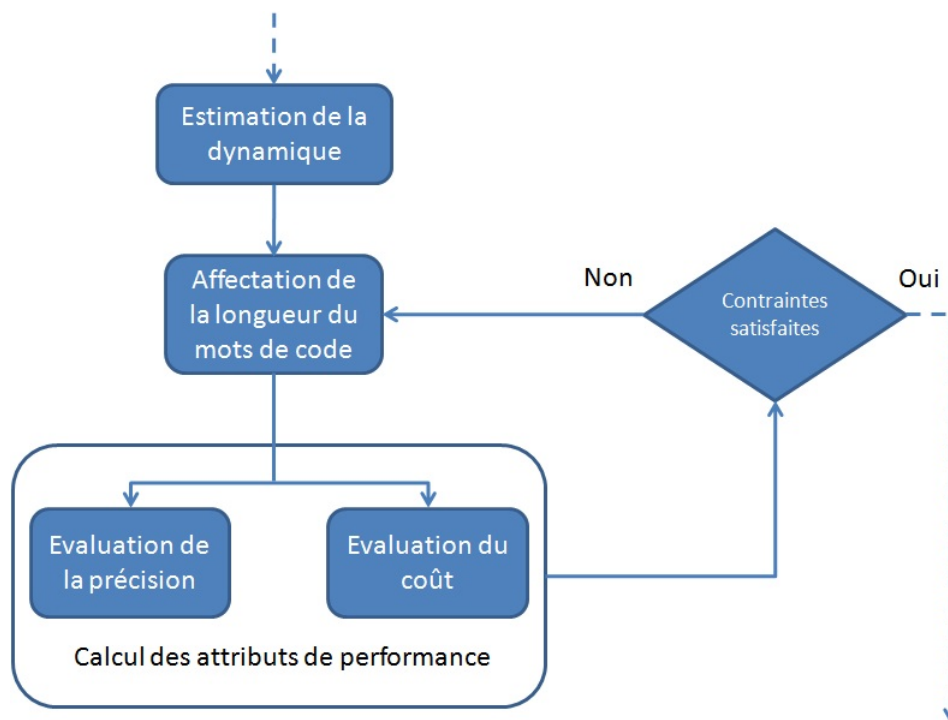 Estimation de la
dynamique
Affectation de
la longueur du
mots de code
Non
Contraintes
satisfaites
Oui
Evaluation de
la précision
Evaluation du
coût
Calcul des attributs de performance